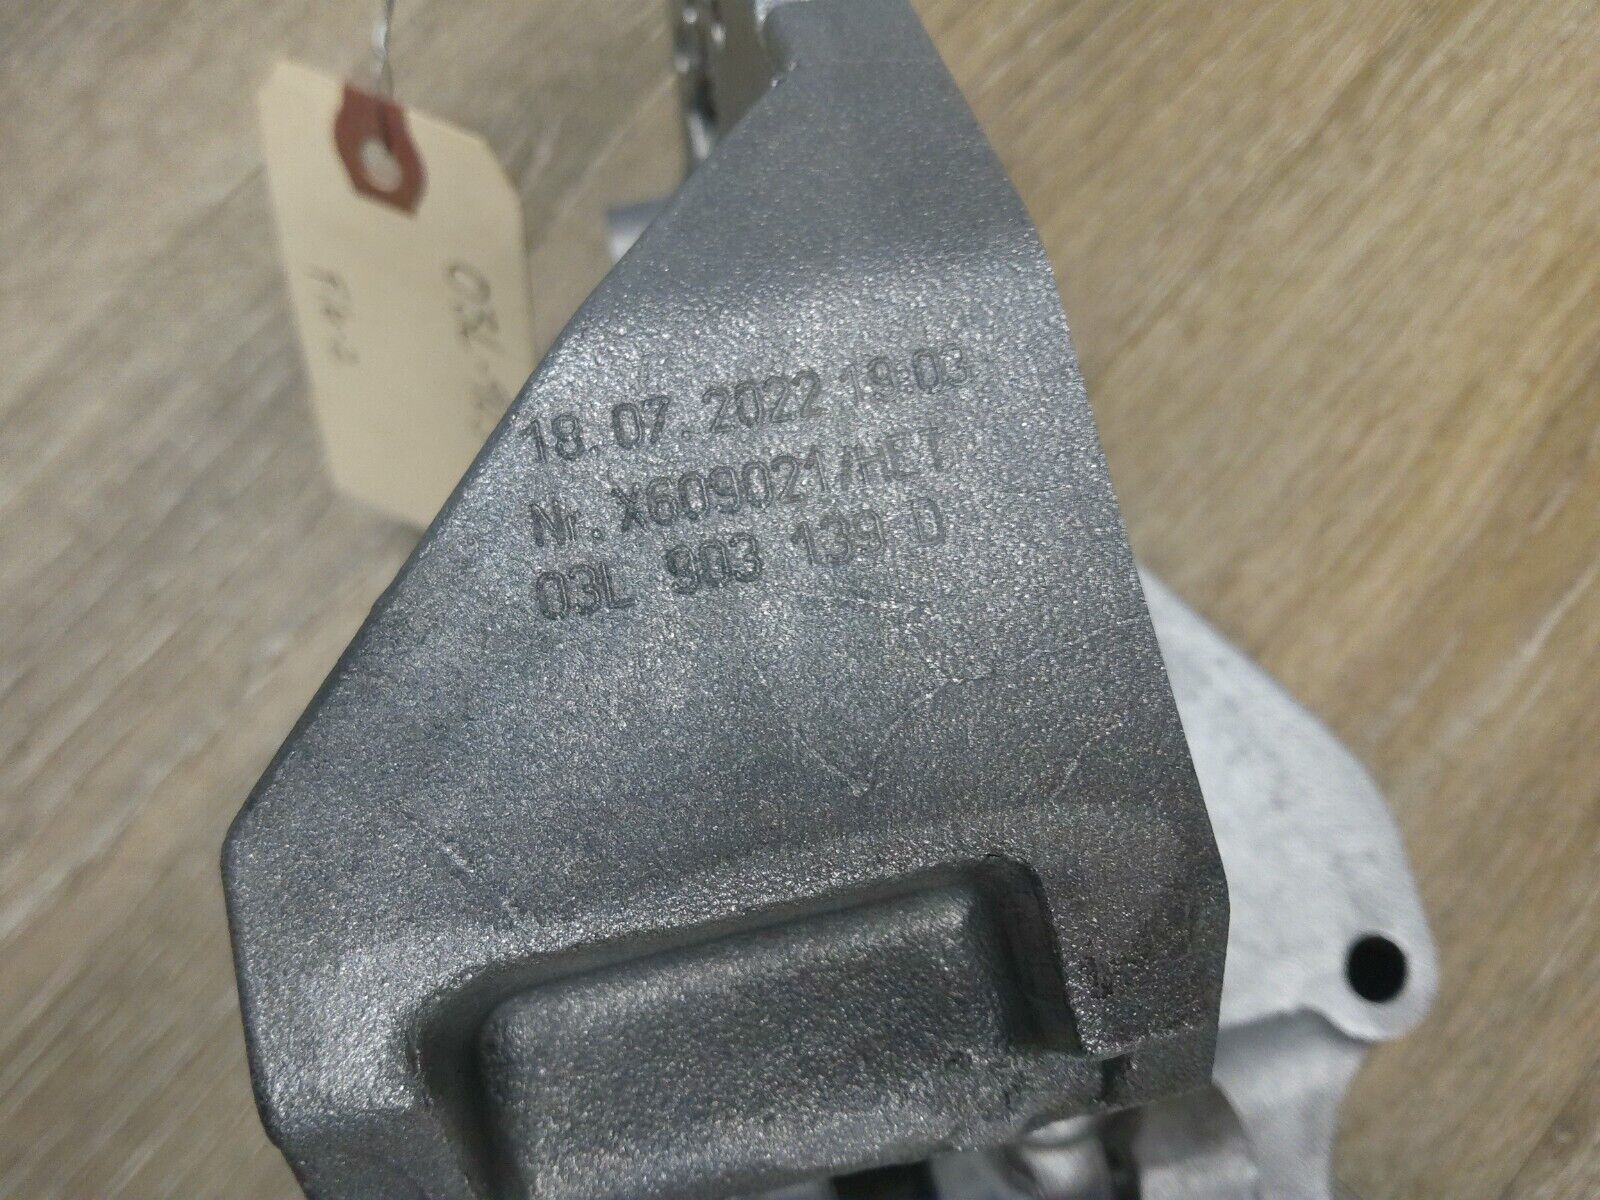 18.07.2022 19:03
Nr. X609021/HET
03L 903 139 D